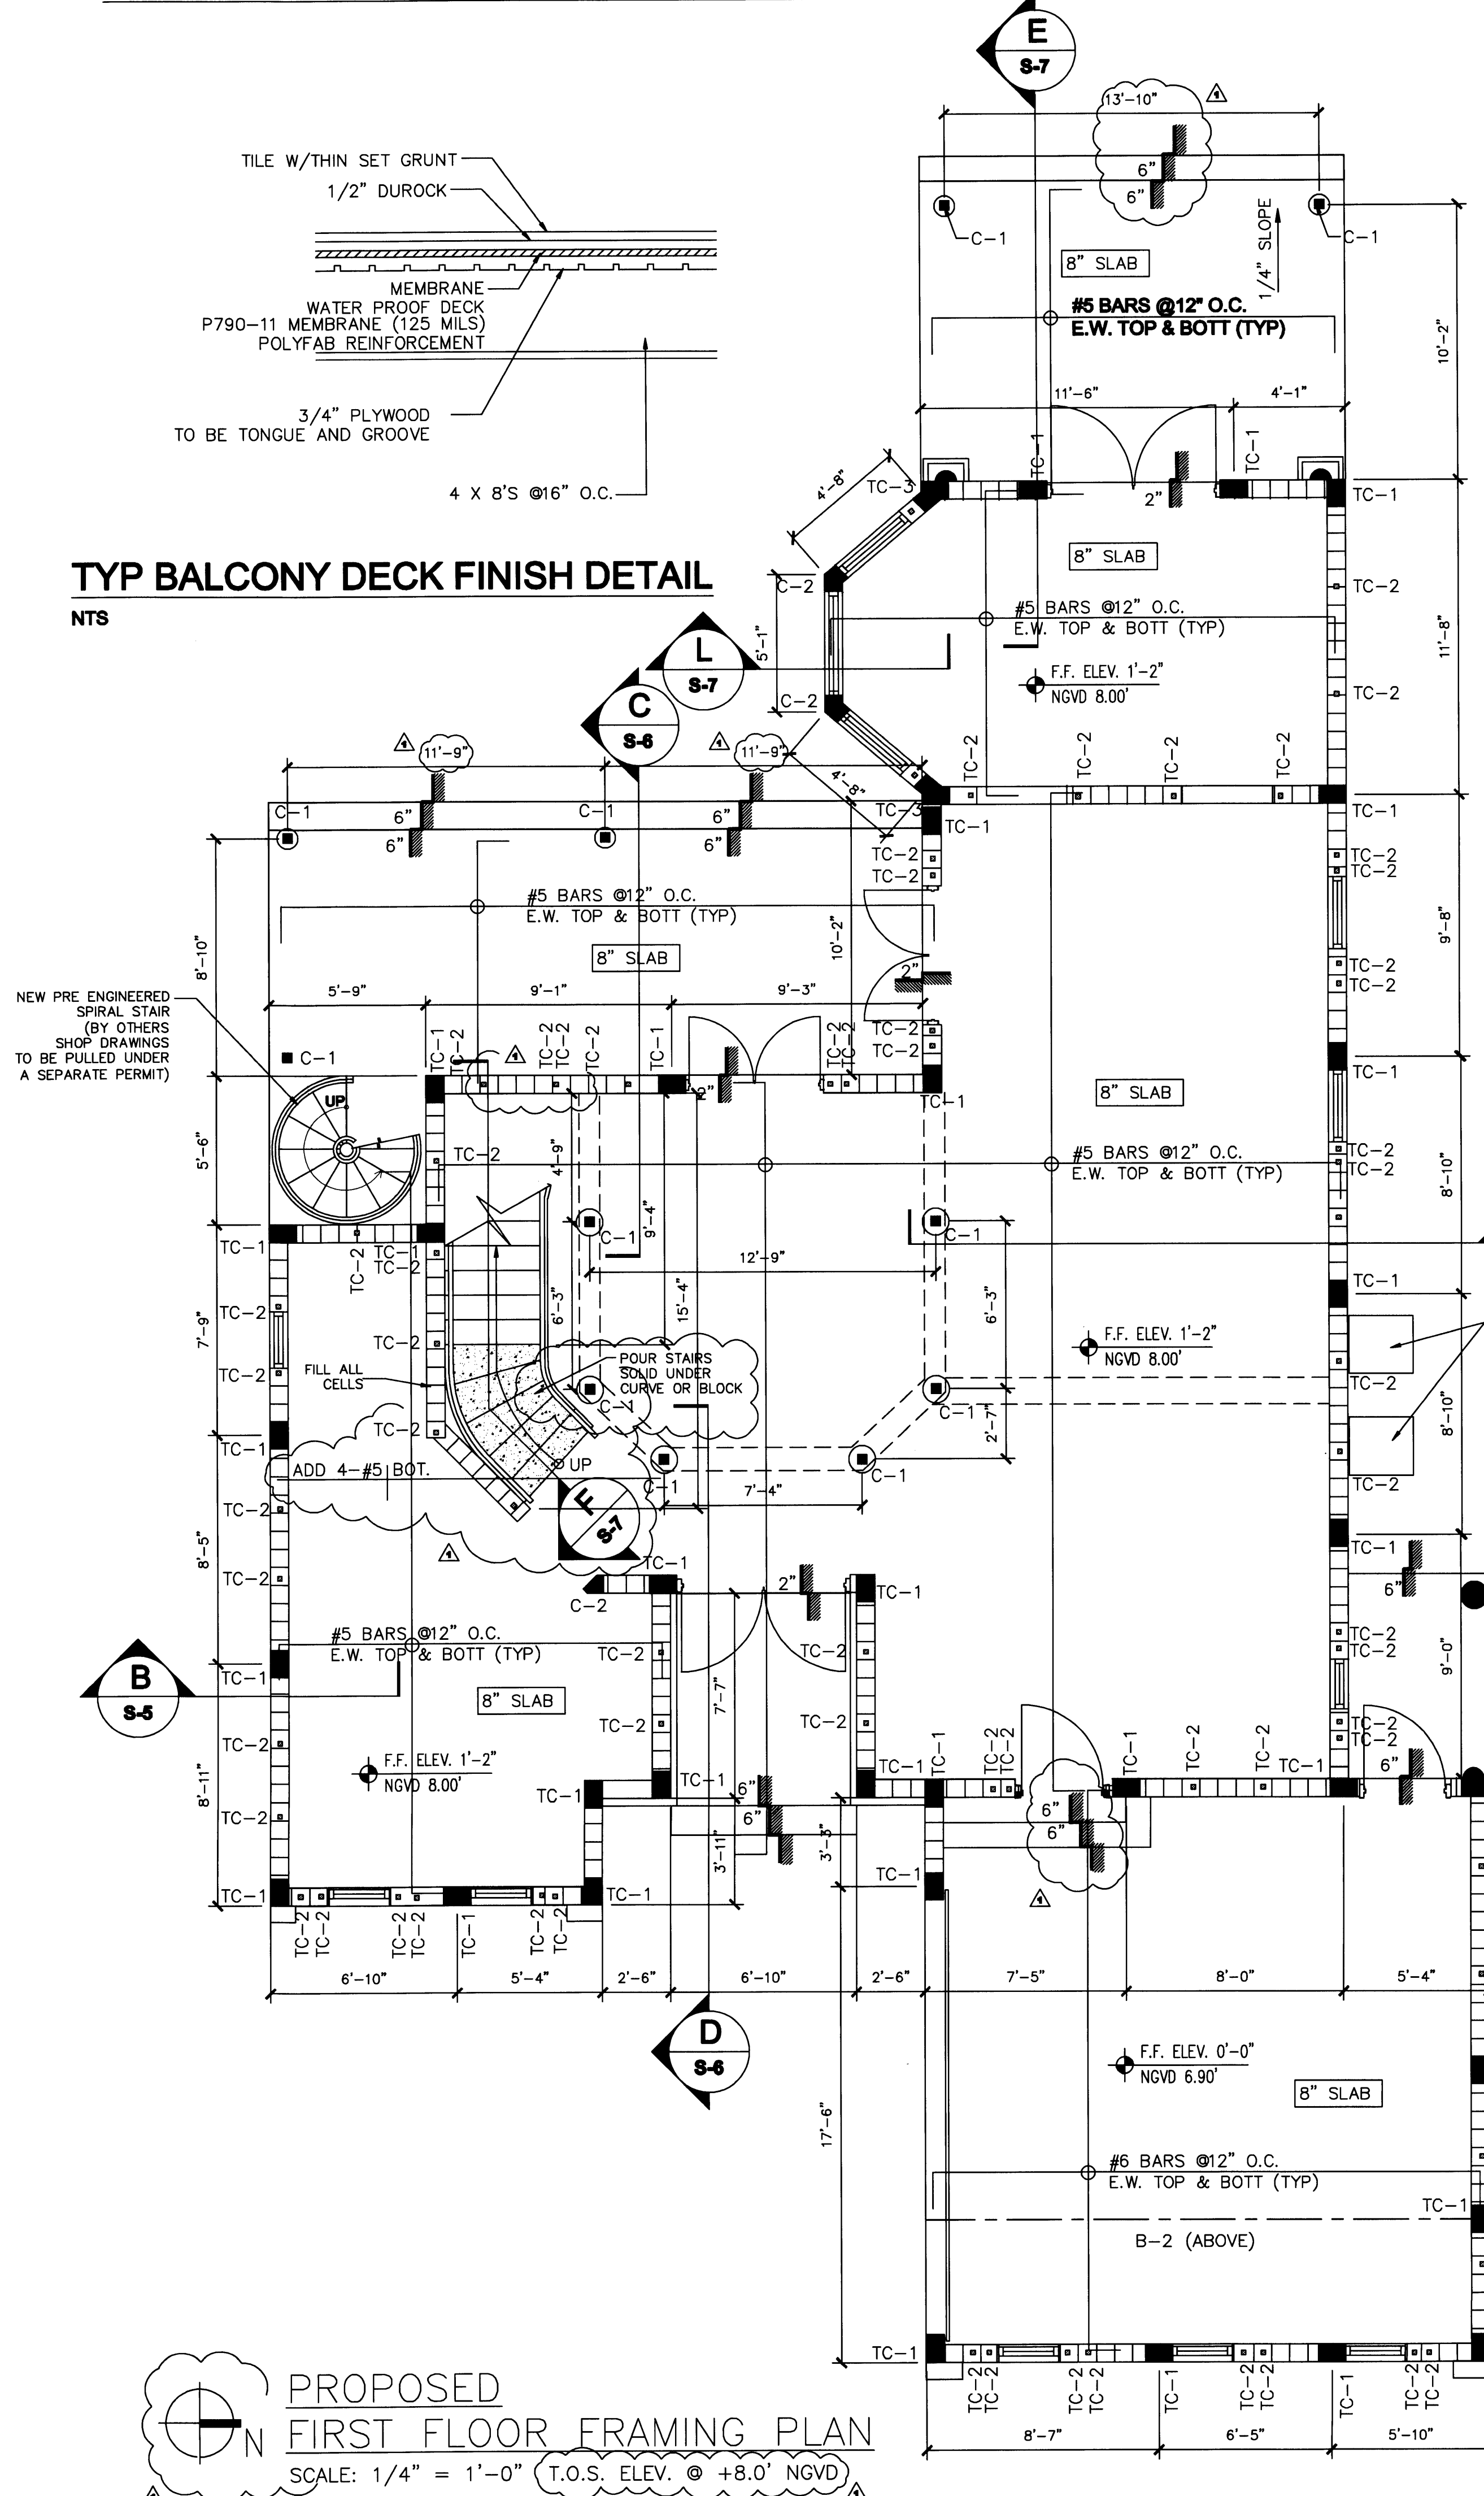 E
S-7
13'-10"
1
6"
6"
TILE W/THIN SET GRUNT
1/2" DUROCK
MEMBRANE
WATER PROOF DECK
P790-11 MEMBRANE (125 MILS)
POLYFAB REINFORCEMENT
3/4" PLYWOOD
TO BE TONGUE AND GROOVE
4 X 8'S @16" O.C.
TYP BALCONY DECK FINISH DETAIL
NTS
C-1
C-1
8" SLAB
1/4" SLOPE
#5 BARS @12" O.C.
E.W. TOP & BOTT (TYP)
10'-2"
11'-6"
4'-1"
TC-1
TC-1
4'-8"
TC-3
2"
TC-1
8" SLAB
C-2
TC-2
#5 BARS @12" O.C.
E.W. TOP & BOTT (TYP)
5'-1"
11'-8"
L
S-7
F.F. ELEV. 1'-2"
NGVD 8.00'
C-2
TC-2
C
S-6
1
11'-9"
1
11'-9"
4'-8"
TC-2
TC-2
TC-2
TC-2
C-1
C-1
TC-3
TC-1
TC-1
6"
6"
6"
6"
TC-2
TC-2
TC-2
TC-2
#5 BARS @12" O.C.
E.W. TOP & BOTT (TYP)
8" SLAB
10'-2"
9'-8"
8'-10"
2"
TC-2
TC-2
NEW PRE ENGINEERED
SPIRAL STAIR
(BY OTHERS
SHOP DRAWINGS
TO BE PULLED UNDER
A SEPARATE PERMIT)
5'-9"
9'-1"
9'-3"
C-1
TC-1
TC-2
1
TC-2
TC-2
TC-2
TC-1
TC-2
TC-2
TC-2
TC-2
2"
TC-1
TC-1
8" SLAB
UP
5'-6"
TC-2
4'-9"
#5 BARS @12" O.C.
E.W. TOP & BOTT (TYP)
TC-2
TC-2
8'-10"
C-1
9'-4"
C-1
12'-9"
TC-1
TC-2
TC-1
TC-2
TC-1
TC-2
7'-9"
TC-2
TC-2
6'-3"
15'-4"
6'-3"
F.F. ELEV. 1'-2"
NGVD 8.00'
FILL ALL
CELLS
POUR STAIRS
SOLID UNDER
CURVE OR BLOCK
C-1
C-1
TC-2
TC-1
TC-2
2'-7"
8'-10"
ADD 4-#5 BOT.
UP
C-1
7'-4"
C-1
TC-2
TC-2
F
S-7
1
8'-5"
TC-2
TC-1
C-2
2"
TC-1
TC-1
6"
#5 BARS @12" O.C.
E.W. TOP & BOTT (TYP)
TC-2
TC-2
TC-2
TC-2
9'-0"
TC-1
B
S-5
8" SLAB
7'-7"
TC-2
TC-2
TC-2
TC-2
TC-2
F.F. ELEV. 1'-2"
NGVD 8.00'
8'-11"
TC-1
TC-1
6"
6"
TC-1
TC-1
TC-2
TC-2
TC-1
TC-2
TC-2
TC-1
6"
TC-2
6"
6"
3'-11"
3'-3"
TC-1
TC-1
TC-1
1
TC-2
TC-2
TC-2
TC-2
TC-1
TC-2
TC-2
6'-10"
5'-4"
2'-6"
6'-10"
2'-6"
7'-5"
8'-0"
5'-4"
D
S-6
F.F. ELEV. 0'-0"
NGVD 6.90'
8" SLAB
17'-6"
#6 BARS @12" O.C.
E.W. TOP & BOTT (TYP)
TC-1
B-2 (ABOVE)
TC-1
TC-2
TC-2
TC-2
TC-2
TC-1
TC-2
TC-2
TC-1
TC-2
TC-2
8'-7"
6'-5"
5'-10"
N
PROPOSED
FIRST FLOOR FRAMING PLAN
SCALE: 1/4" = 1'-0"
T.O.S. ELEV. @ +8.0' NGVD